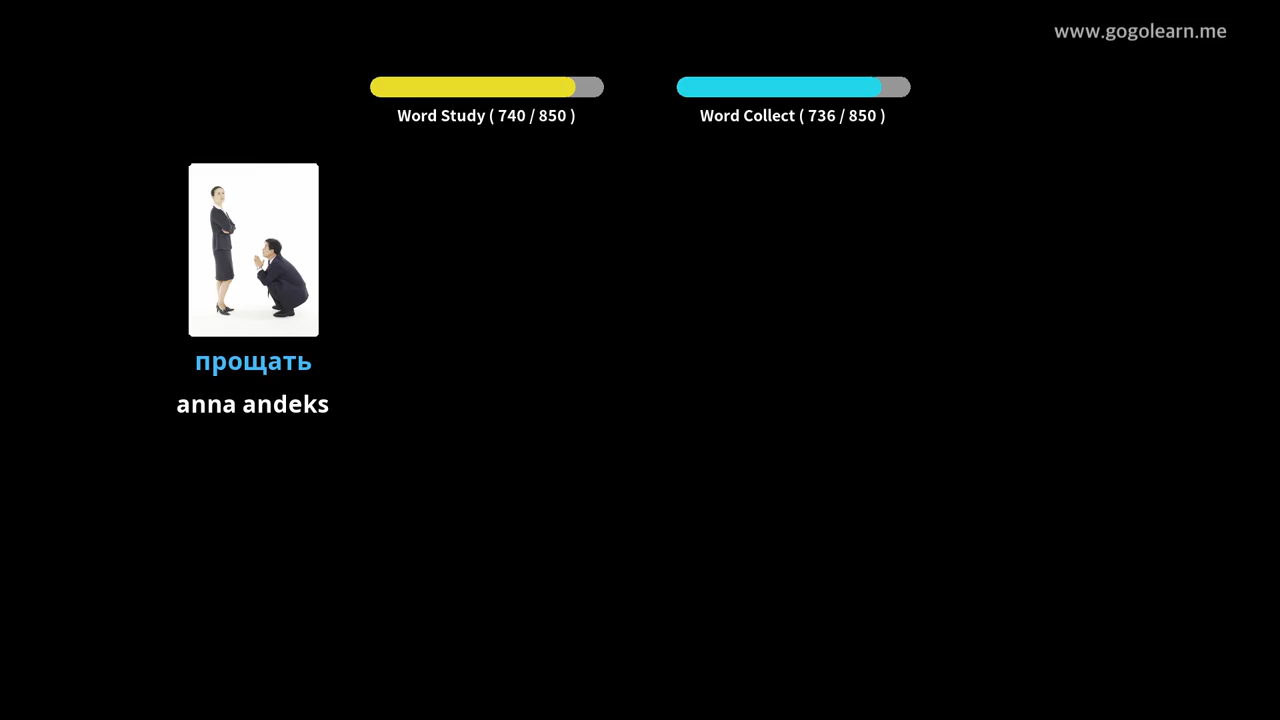 www.gogolearn.me
Word Study ( 740 / 850 )
Word Collect ( 736 / 850 )
прощать
anna andeks